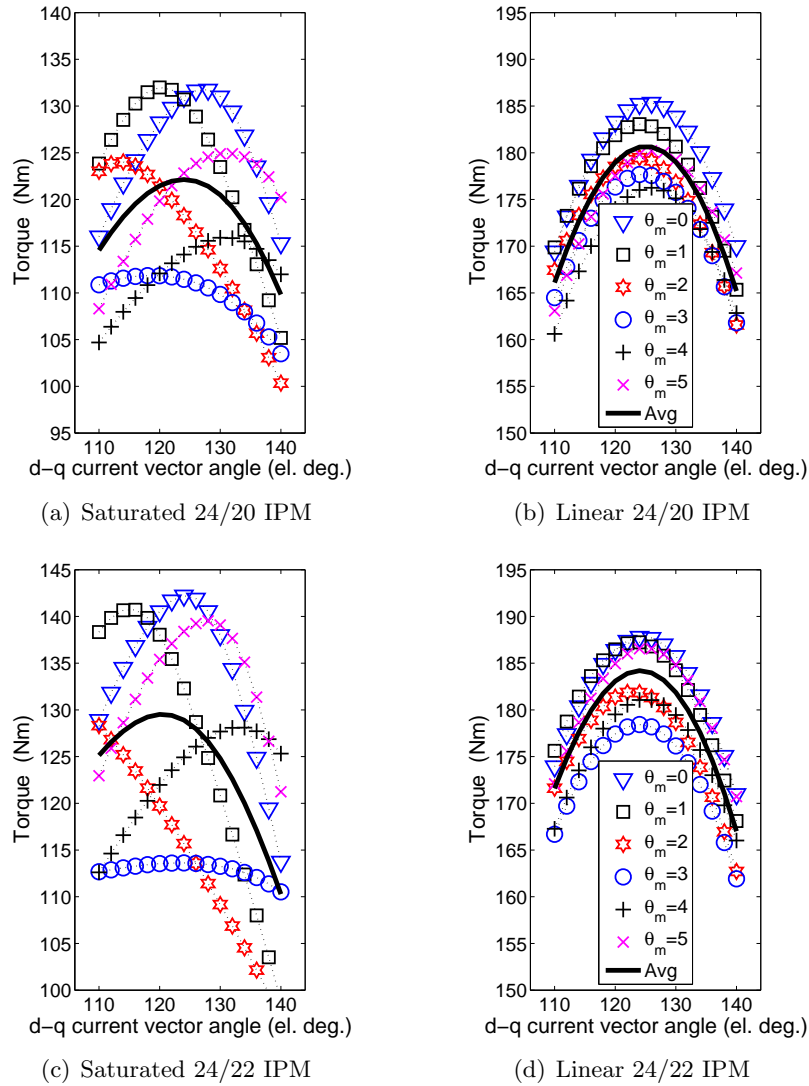 135
130
125
120
115
110
105
100
95
Torque (Nm)
110 120 130 140
d−q current vector angle (el. deg.)
(a) Saturated 24/20 IPM
195
190
185
180
175
170
165
160
155
150
Torque (Nm)
110 120 130 140
d−q current vector angle (el. deg.)
θm=0
θm=1
θm=2
θm=3
θm=4
θm=5
Avg
(b) Linear 24/20 IPM
145
140
135
130
125
120
115
110
105
100
Torque (Nm)
110 120 130 140
d−q current vector angle (el. deg.)
(c) Saturated 24/22 IPM
195
190
185
180
175
170
165
160
155
150
Torque (Nm)
110 120 130 140
d−q current vector angle (el. deg.)
θm=0
θm=1
θm=2
θm=3
θm=4
θm=5
Avg
(d) Linear 24/22 IPM